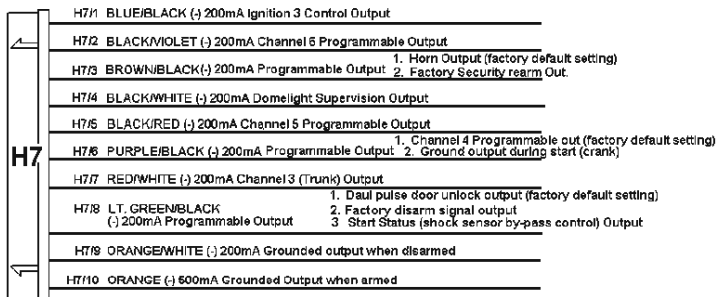 H7/1 BLUE/BLACK (-) 200mA Ignition 3 Control Output
H7/2 BLACK/VIOLET (-) 200mA Channel 6 Programmable Output
H7/3 BROWN/BLACK(-) 200mA Programmable Output
1. Horn Output (factory default setting)
2. Factory Security rearm Out.
H7/4 BLACK/WHITE (-) 200mA Domelight Supervision Output
H7/5 BLACK/RED (-) 200mA Channel 5 Programmable Output
H7
H7/6 PURPLE/BLACK (-) 200mA Programmable Output
1. Channel 4 Programmable out (factory default setting)
2. Ground output during start (crank)
H7/7 RED/WHITE (-) 200mA Channel 3 (Trunk) Output
H7/8 LT. GREEN/BLACK
(-) 200mA Programmable Output
1. Daul pulse door unlock output (factory default setting)
2. Factory disarm signal output
3 Start Status (shock sensor by-pass control) Output
H7/9 ORANGE/WHITE (-) 200mA Grounded output when disarmed
H7/10 ORANGE (-) 500mA Grounded Output when armed